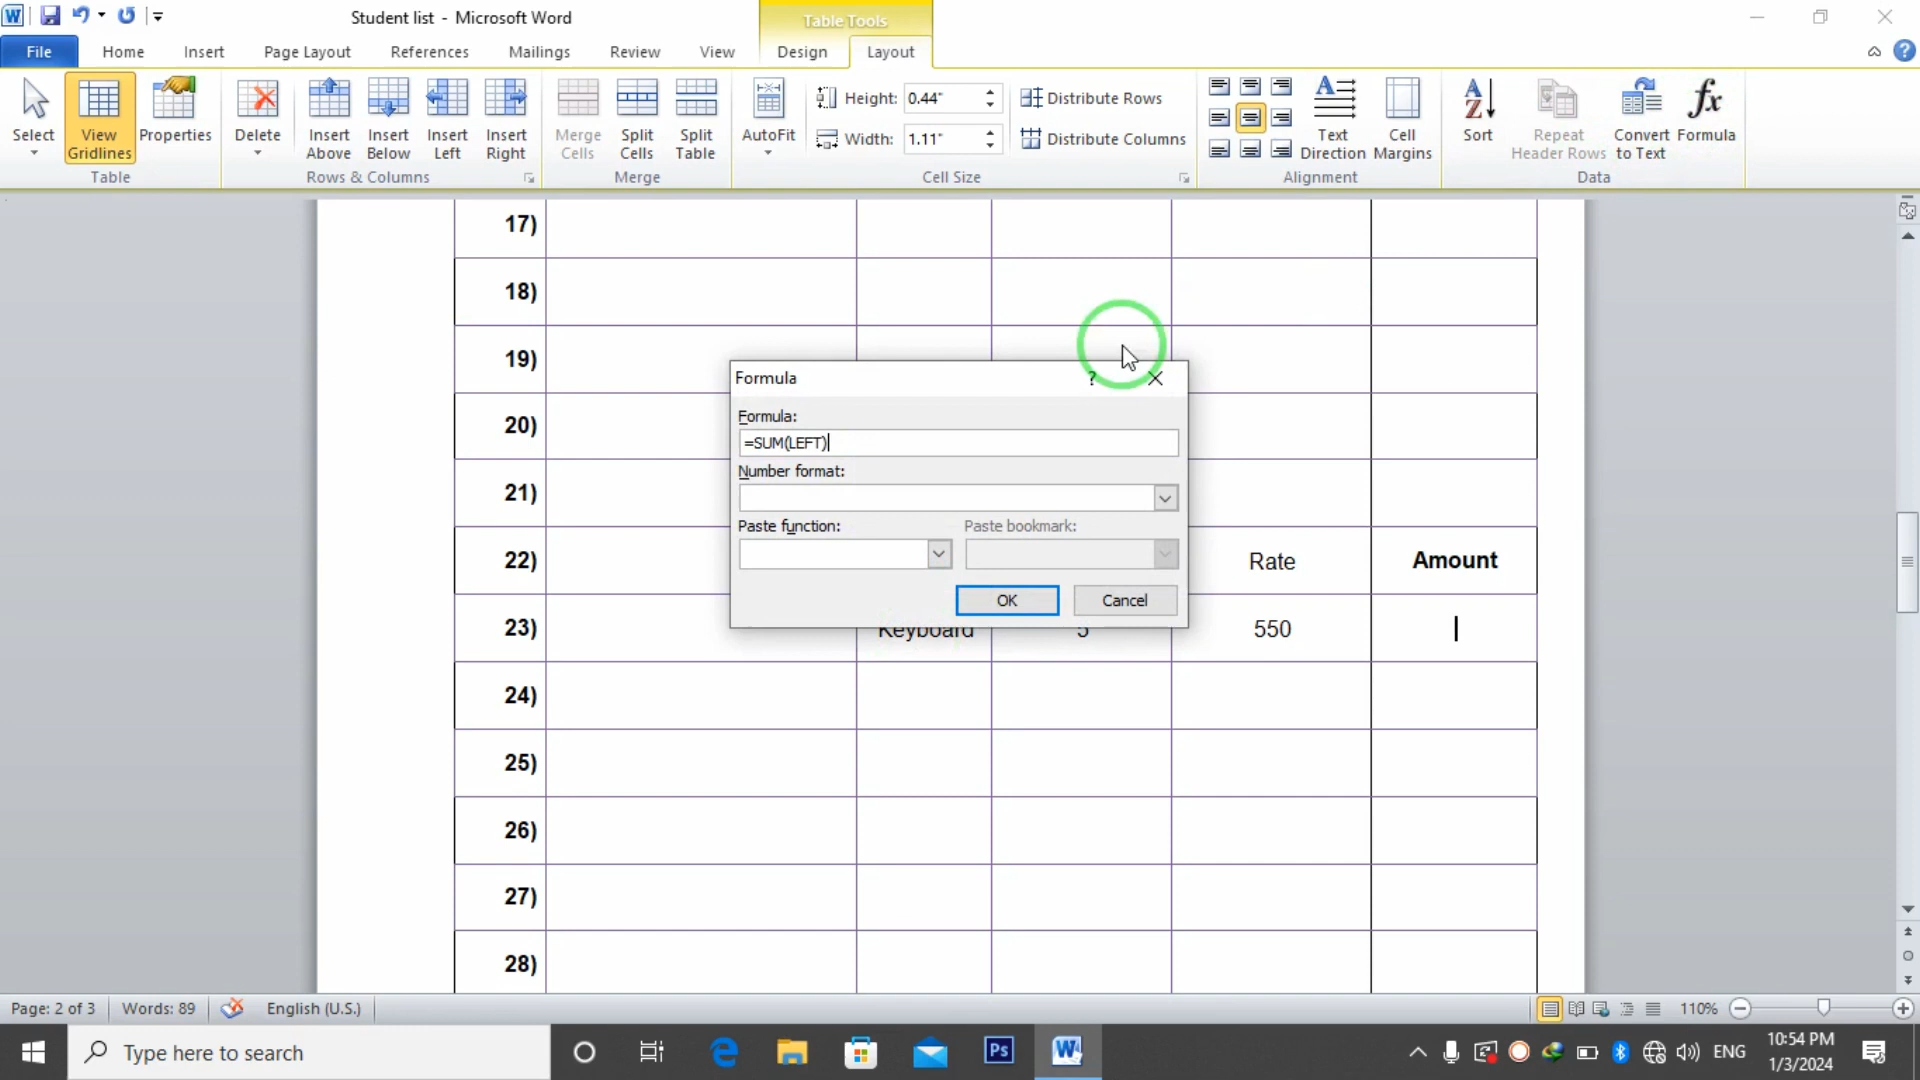 Student list - Microsoft Word
Table Tools
File
Home
Insert
Page Layout
References
Mailings
Review
View
Design
Layout
Select
View Gridlines
Properties
Delete
Insert Above
Insert Below
Insert Left
Insert Right
Merge Cells
Split Cells
Split Table
AutoFit
Height: 0.44"
Width: 1.11"
Distribute Rows
Distribute Columns
Text Direction
Cell Margins
Sort
Repeat Header Rows
Convert to Text
Formula
Table
Rows & Columns
Merge
Cell Size
Alignment
Data
17)
18)
19)
20)
21)
22)
Rate
Amount
23)
Keyboard
5
550
24)
25)
26)
27)
28)
Formula
?
Formula:
=SUM(LEFT)
Number format:
Paste function:
Paste bookmark:
OK
Cancel
Page: 2 of 3
Words: 89
English (U.S.)
110%
Type here to search
Ps
ENG
10:54 PM
1/3/2024